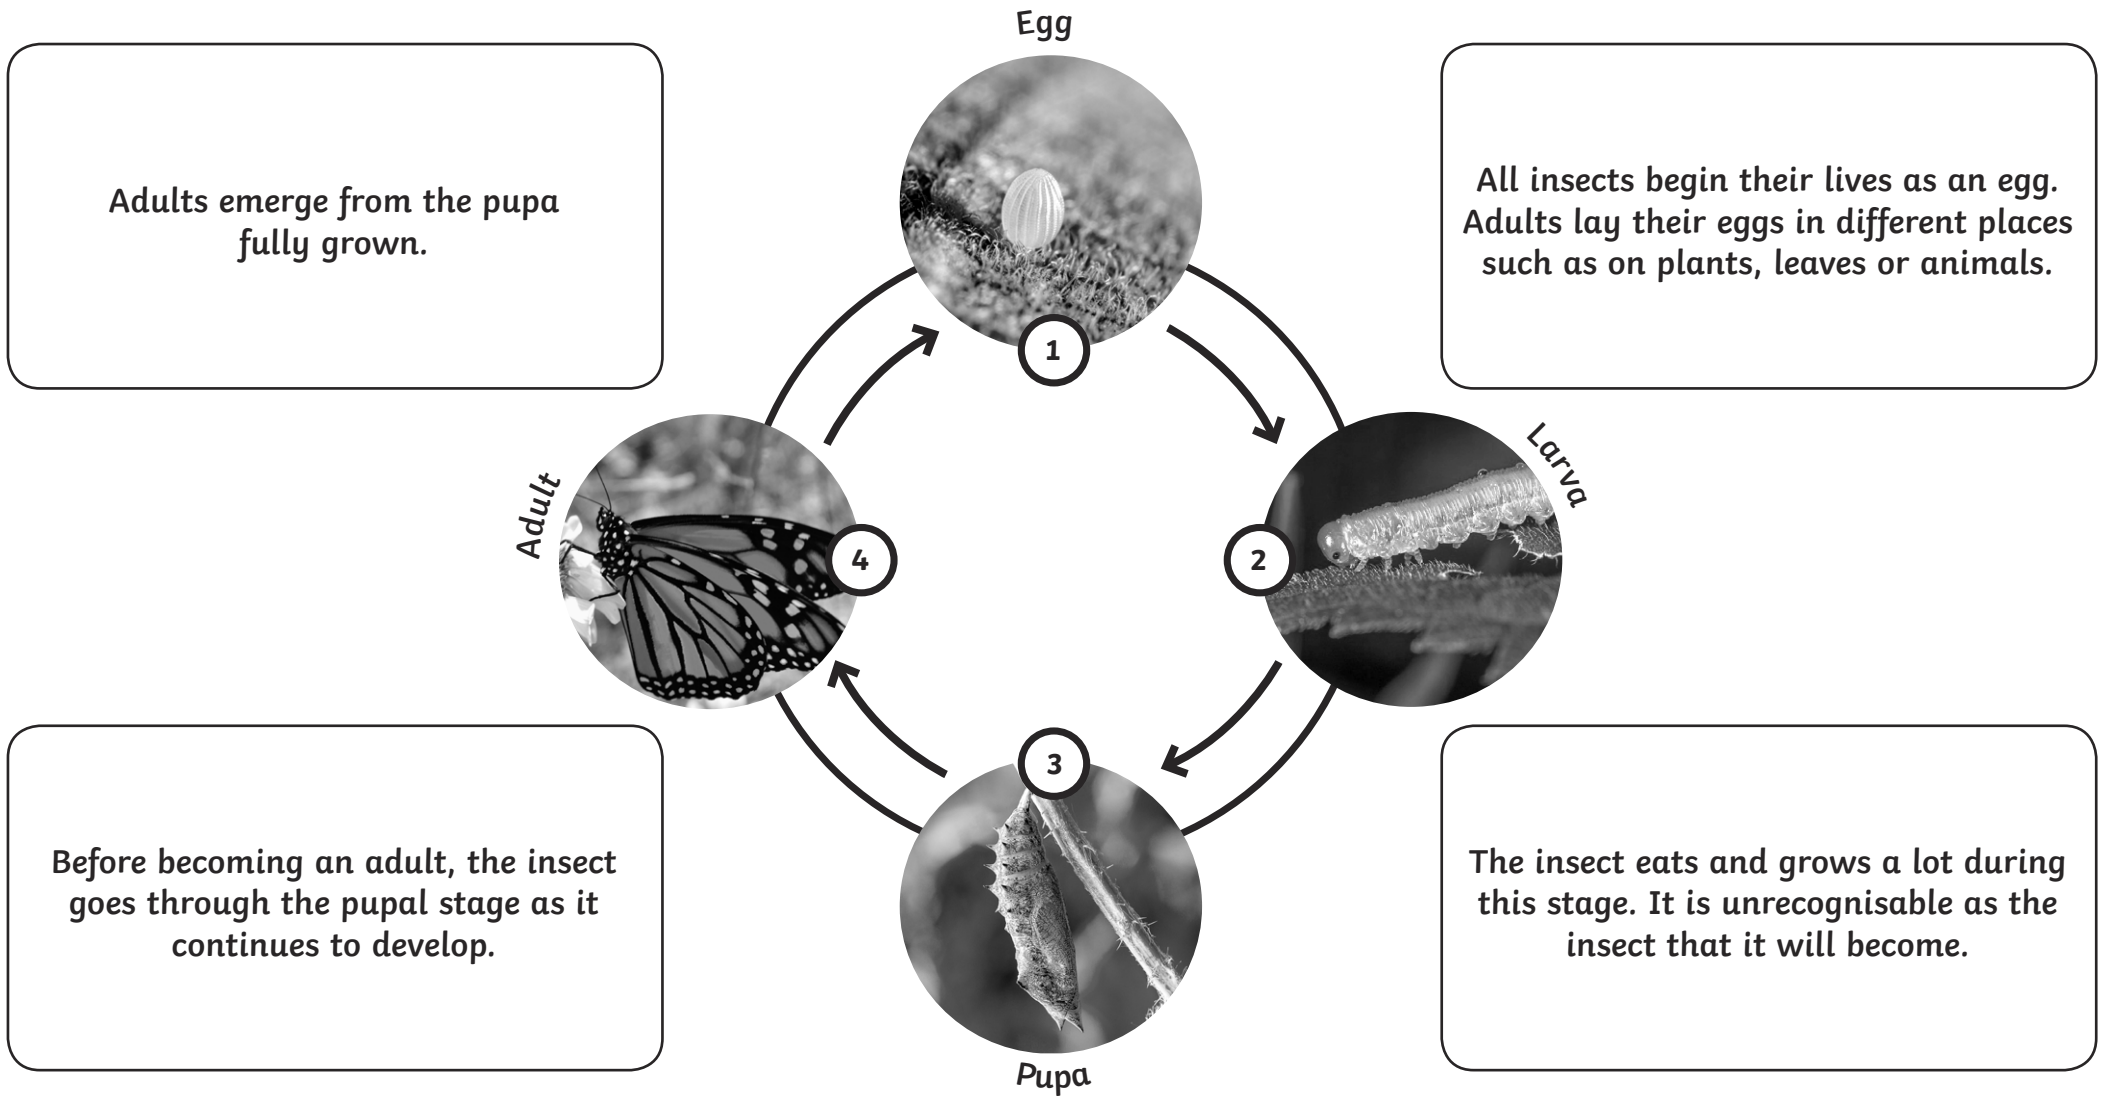 Egg
Adults emerge from the pupa
fully grown.
All insects begin their lives as an egg.
Adults lay their eggs in different places
such as on plants, leaves or animals.
1
Larva
Adult
4
2
3
Before becoming an adult, the insect
goes through the pupal stage as it
continues to develop.
The insect eats and grows a lot during
this stage. It is unrecognisable as the
insect that it will become.
Pupa